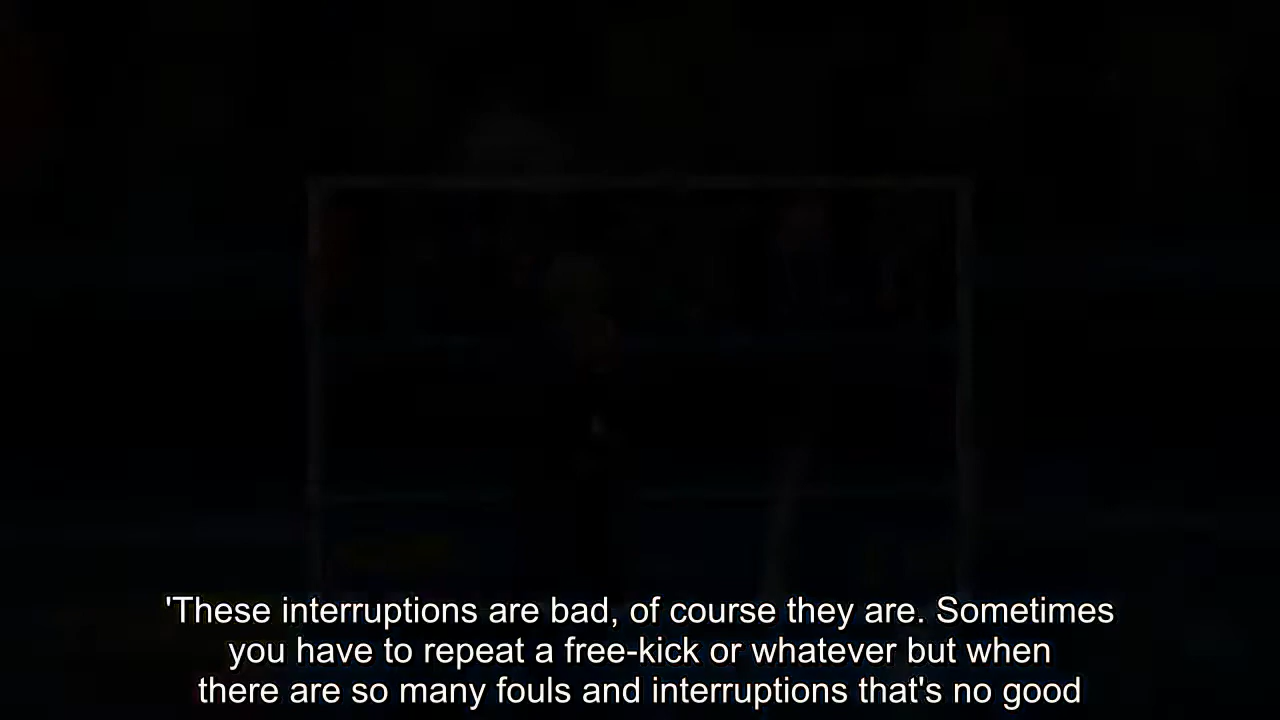 'These interruptions are bad, of course they are. Sometimes
you have to repeat a free-kick or whatever but when
there are so many fouls and interruptions that's no good